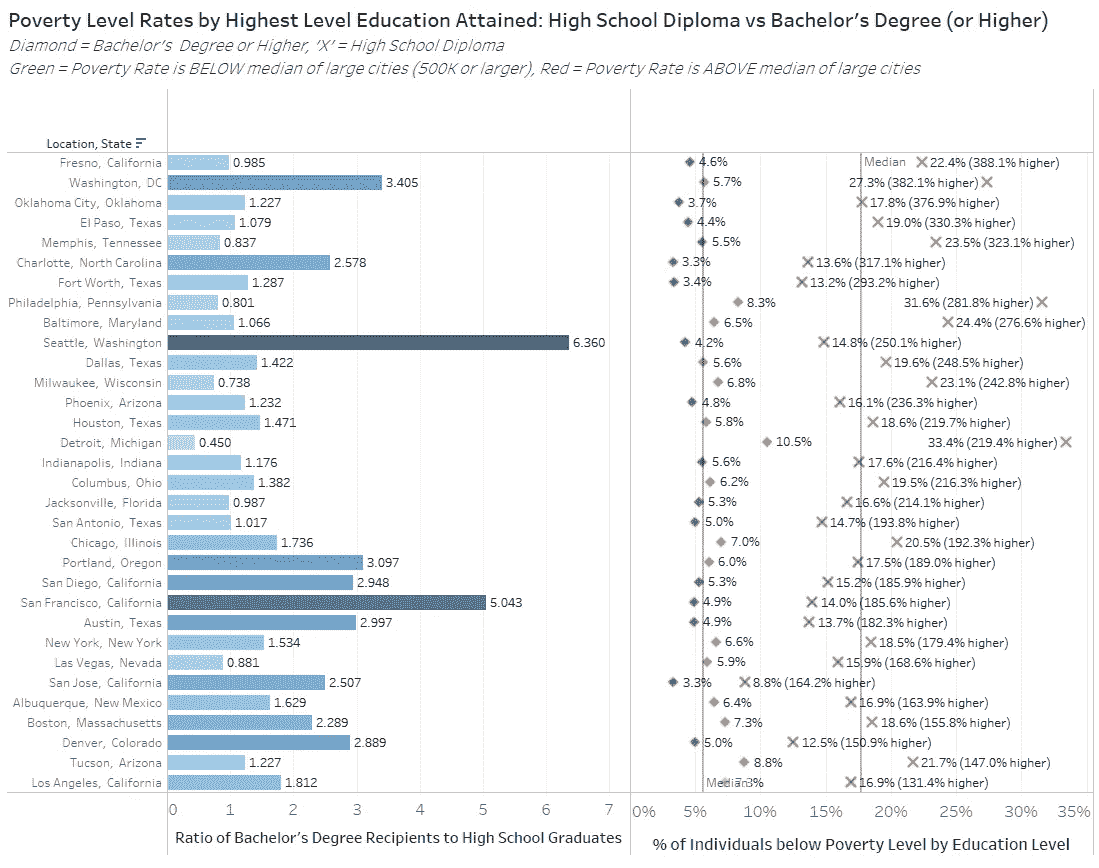 Poverty Level Rates by Highest Level Education Attained: High School Diploma vs Bachelor's Degree (or Higher)
Diamond = Bachelor's Degree or Higher, 'X' = High School Diploma
Green = Poverty Rate is BELOW median of large cities (500K or larger), Red = Poverty Rate is ABOVE median of large cities
Location, State
Fresno, California 0.985 4.6% Median 22.4% (388.1% higher)
Washington, DC 3.405 5.7% 27.3% (382.1% higher)
Oklahoma City, Oklahoma 1.227 3.7% 17.8% (376.9% higher)
El Paso, Texas 1.079 4.4% 19.0% (330.3% higher)
Memphis, Tennessee 0.837 5.5% 23.5% (323.1% higher)
Charlotte, North Carolina 2.578 3.3% 13.6% (317.1% higher)
Fort Worth, Texas 1.287 3.4% 13.2% (293.2% higher)
Philadelphia, Pennsylvania 0.801 8.3% 31.6% (281.8% higher)
Baltimore, Maryland 1.066 6.5% 24.4% (276.6% higher)
Seattle, Washington 6.360 4.2% 14.8% (250.1% higher)
Dallas, Texas 1.422 5.6% 19.6% (248.5% higher)
Milwaukee, Wisconsin 0.738 6.8% 23.1% (242.8% higher)
Phoenix, Arizona 1.232 4.8% 16.1% (236.3% higher)
Houston, Texas 1.471 5.8% 18.6% (219.7% higher)
Detroit, Michigan 0.450 10.5% 33.4% (219.4% higher)
Indianapolis, Indiana 1.176 5.6% 17.6% (216.4% higher)
Columbus, Ohio 1.382 6.2% 19.5% (216.3% higher)
Jacksonville, Florida 0.987 5.3% 16.6% (214.1% higher)
San Antonio, Texas 1.017 5.0% 14.7% (193.8% higher)
Chicago, Illinois 1.736 7.0% 20.5% (192.3% higher)
Portland, Oregon 3.097 6.0% 17.5% (189.0% higher)
San Diego, California 2.948 5.3% 15.2% (185.9% higher)
San Francisco, California 5.043 4.9% 14.0% (185.6% higher)
Austin, Texas 2.997 4.9% 13.7% (182.3% higher)
New York, New York 1.534 6.6% 18.5% (179.4% higher)
Las Vegas, Nevada 0.881 5.9% 15.9% (168.6% higher)
San Jose, California 2.507 3.3% 8.8% (164.2% higher)
Albuquerque, New Mexico 1.629 6.4% 16.9% (163.9% higher)
Boston, Massachusetts 2.289 7.3% 18.6% (155.8% higher)
Denver, Colorado 2.889 5.0% 12.5% (150.9% higher)
Tucson, Arizona 1.227 8.8% 21.7% (147.0% higher)
Los Angeles, California 1.812 Median 7.3% 16.9% (131.4% higher)
0 1 2 3 4 5 6 7 0% 5% 10% 15% 20% 25% 30% 35%
Ratio of Bachelor's Degree Recipients to High School Graduates
% of Individuals below Poverty Level by Education Level